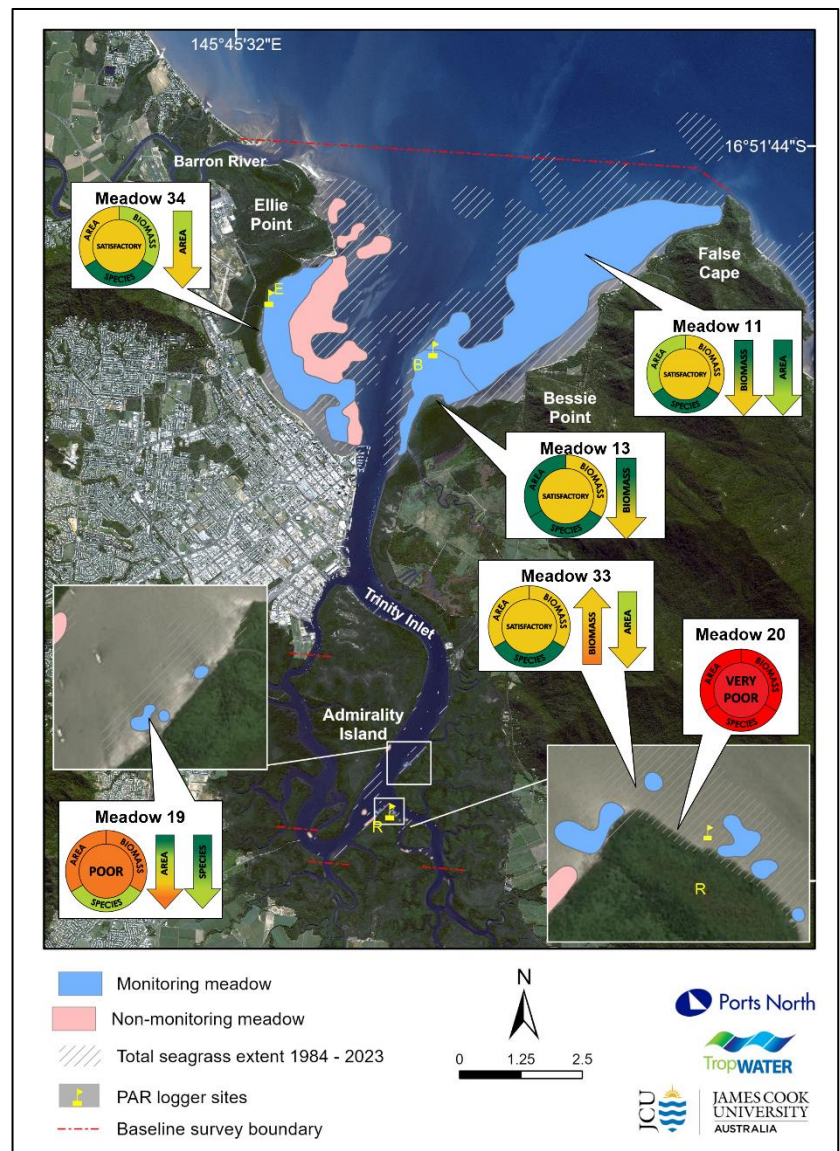 145°45'32"E
16°51'44"S
Barron River
Ellie
Point
Meadow 34
AREA
BIOMASS
SATISFACTORY
SPECIES
AREA
E
False
Cape
Meadow 11
AREA
BIOMASS
SATISFACTORY
SPECIES
BIOMASS
AREA
B
Bessie
Point
Meadow 13
AREA
BIOMASS
SATISFACTORY
SPECIES
BIOMASS
Meadow 33
AREA
BIOMASS
SATISFACTORY
SPECIES
BIOMASS
AREA
Meadow 20
AREA
BIOMASS
VERY
POOR
SPECIES
Trinity Inlet
Admirality
Island
R
Meadow 19
AREA
BIOMASS
POOR
SPECIES
AREA
SPECIES
R
Monitoring meadow
Non-monitoring meadow
Total seagrass extent 1984 - 2023
PAR logger sites
Baseline survey boundary
N
0 1.25 2.5
Ports North
TropWATER
JCU
JAMES COOK
UNIVERSITY
AUSTRALIA